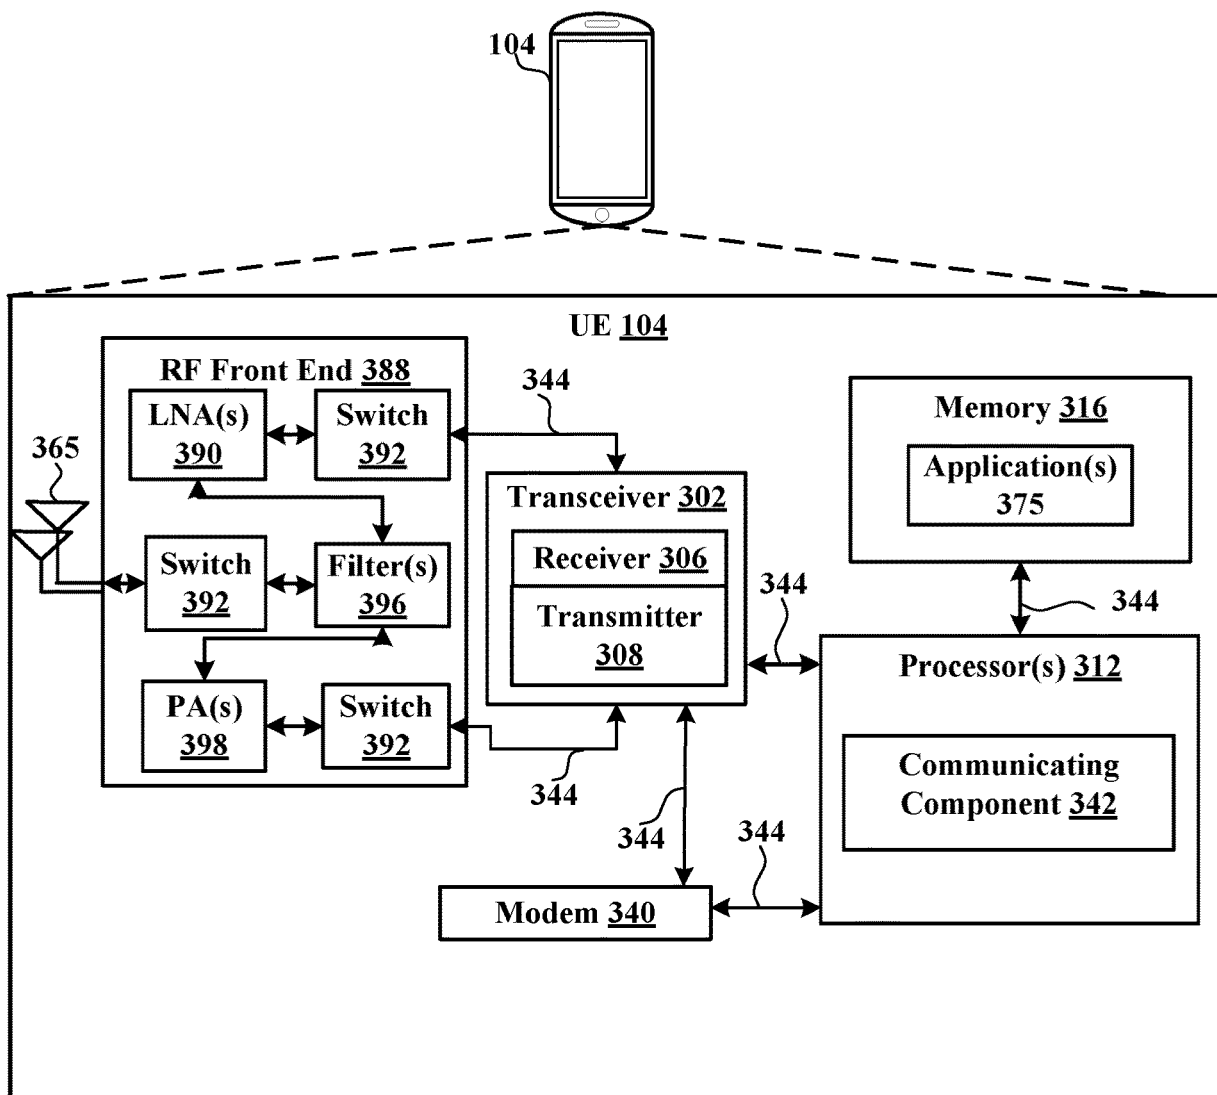 104
UE 104
RF Front End 388
LNA(s)
390
Switch
392
344
365
Switch
392
Filter(s)
396
PA(s)
398
Switch
392
344
Transceiver 302
Receiver 306
Transmitter
308
344
Memory 316
Application(s)
375
344
Processor(s) 312
Communicating
Component 342
344
344
Modem 340